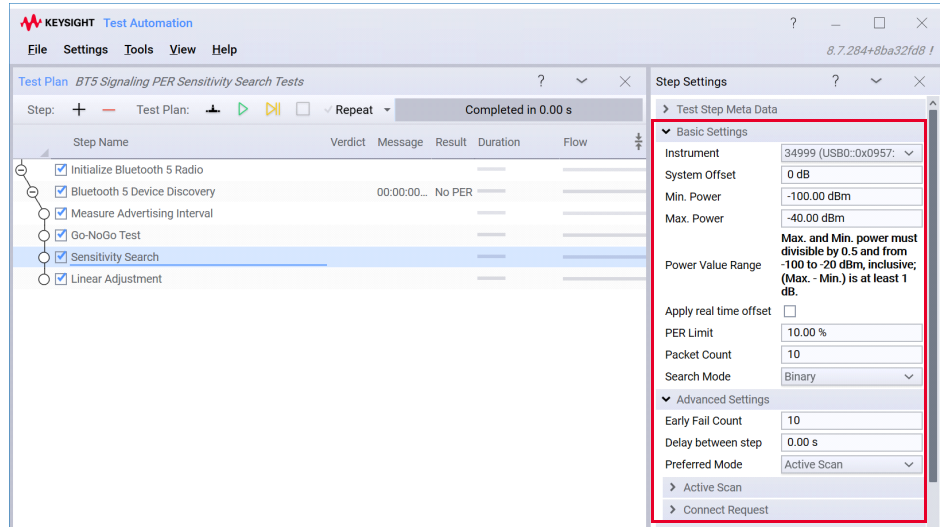 KEYSIGHT Test Automation
?
File Settings Tools View Help
8.7.284+8ba32fd8 !
Test Plan BT5 Signaling PER Sensitivity Search Tests
?
Step Settings
?
Step:
Test Plan:
Repeat
Completed in 0.00 s
Test Step Meta Data
Step Name Verdict Message Result Duration Flow
Initialize Bluetooth 5 Radio
Bluetooth 5 Device Discovery 00:00:00... No PER
Measure Advertising Interval
Go-NoGo Test
Sensitivity Search
Linear Adjustment
Basic Settings
Instrument 34999 (USB0::0x0957:
System Offset 0 dB
Min. Power -100.00 dBm
Max. Power -40.00 dBm
Power Value Range
Max. and Min. power must
divisible by 0.5 and from
-100 to -20 dBm, inclusive;
(Max. - Min.) is at least 1
dB.
Apply real time offset
PER Limit 10.00 %
Packet Count 10
Search Mode Binary
Advanced Settings
Early Fail Count 10
Delay between step 0.00 s
Preferred Mode Active Scan
Active Scan
Connect Request